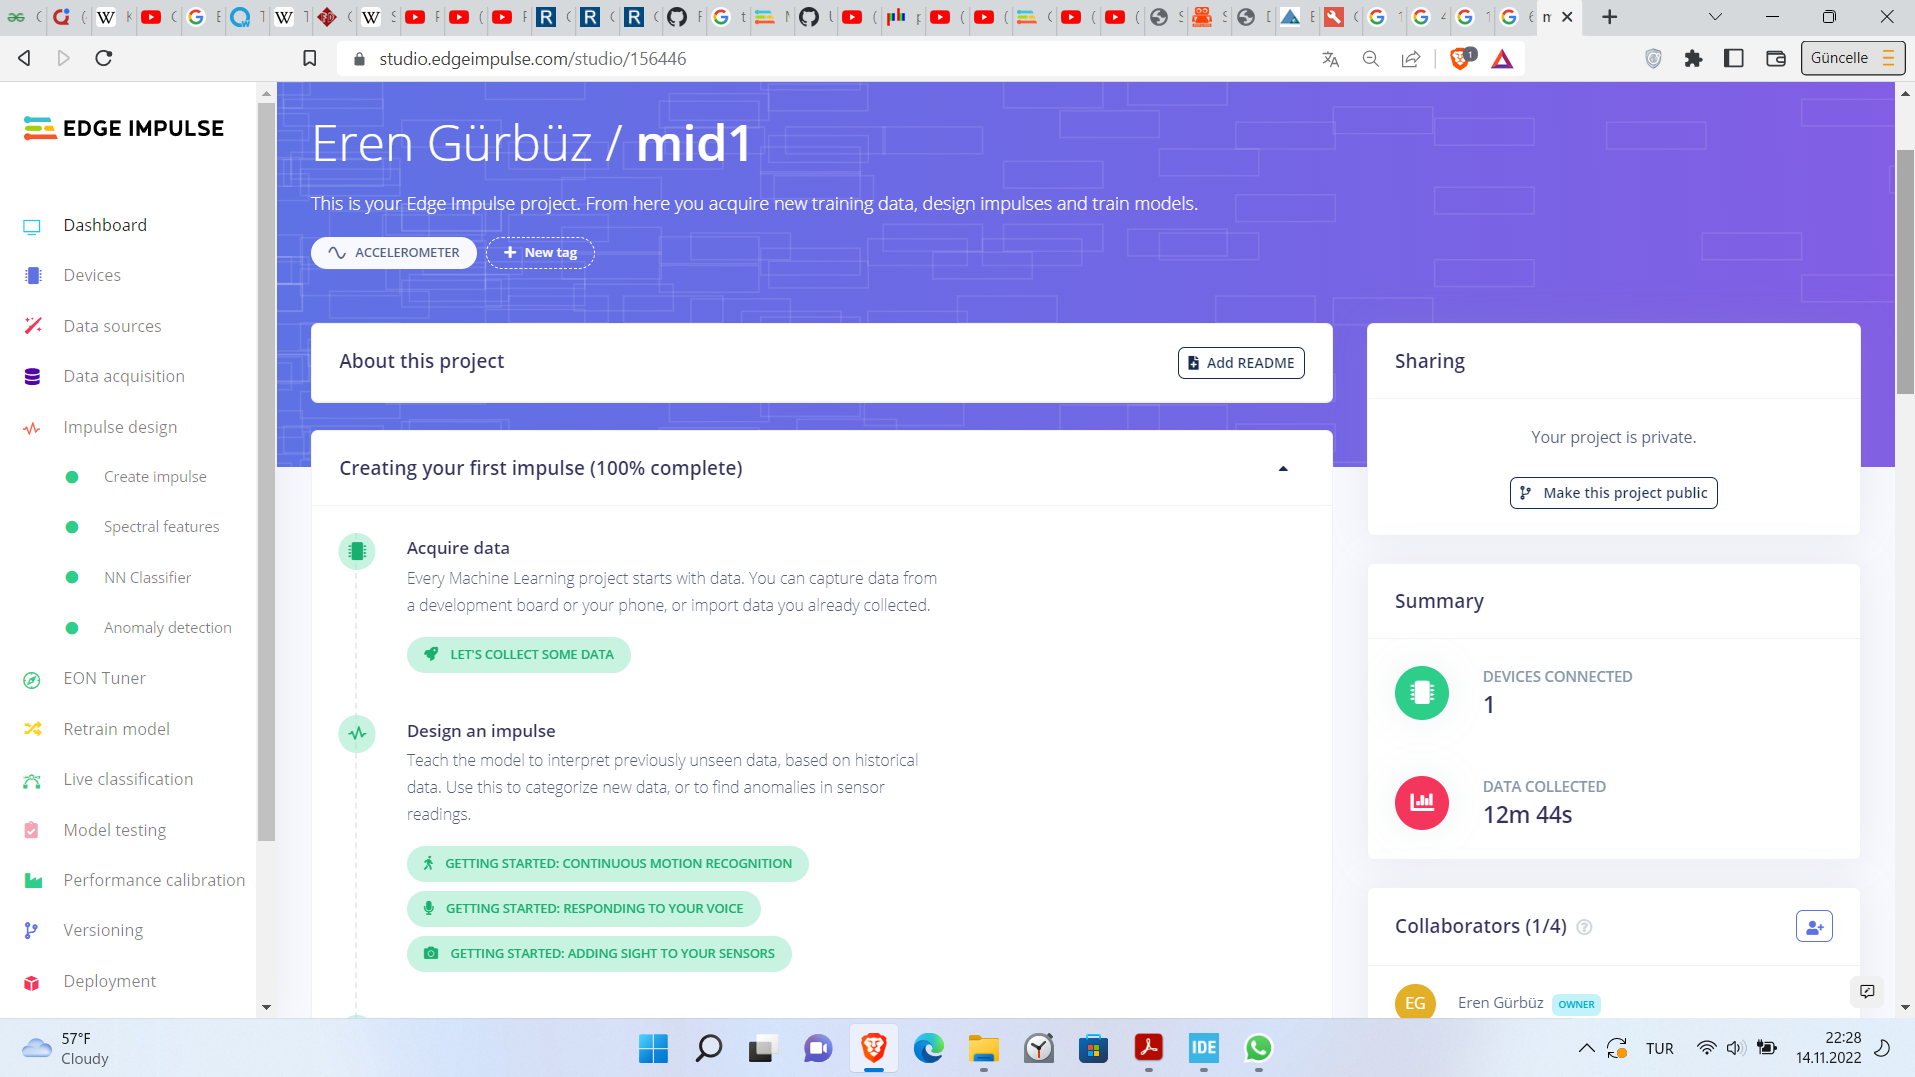 studio.edgeimpulse.com/studio/156446
1
Güncelle
EDGE IMPULSE
Dashboard
Devices
Data sources
Data acquisition
Impulse design
Create impulse
Spectral features
NN Classifier
Anomaly detection
EON Tuner
Retrain model
Live classification
Model testing
Performance calibration
Versioning
Deployment
Eren Gürbüz / mid1
This is your Edge Impulse project. From here you acquire new training data, design impulses and train models.
ACCELEROMETER
+ New tag
About this project
Add README
Creating your first impulse (100% complete)
Acquire data
Every Machine Learning project starts with data. You can capture data from
a development board or your phone, or import data you already collected.
LET'S COLLECT SOME DATA
Design an impulse
Teach the model to interpret previously unseen data, based on historical
data. Use this to categorize new data, or to find anomalies in sensor
readings.
GETTING STARTED: CONTINUOUS MOTION RECOGNITION
GETTING STARTED: RESPONDING TO YOUR VOICE
GETTING STARTED: ADDING SIGHT TO YOUR SENSORS
Sharing
Your project is private.
Make this project public
Summary
DEVICES CONNECTED
1
DATA COLLECTED
12m 44s
Collaborators (1/4)
EG
Eren Gürbüz OWNER
57°F
Cloudy
IDE
TUR
22:28
14.11.2022